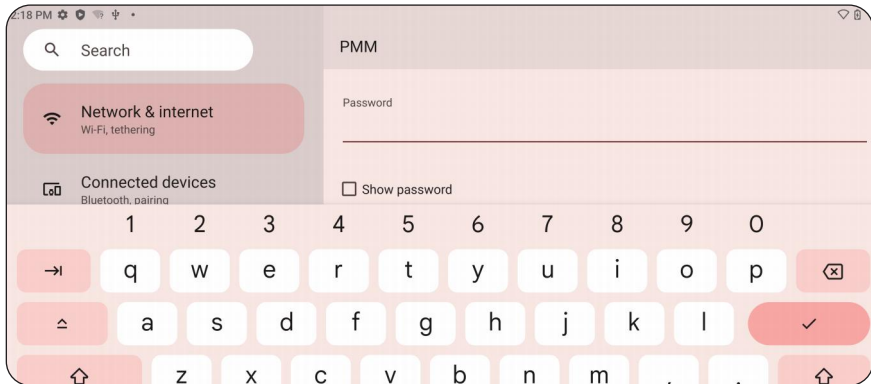 2:18 PM
Search
PMM
Network & internet
Wi-Fi, tethering
Password
Connected devices
Bluetooth, pairing
Show password
1 2 3 4 5 6 7 8 9 0
q w e r t y u i o p
a s d f g h j k l
z x c v b n m , .